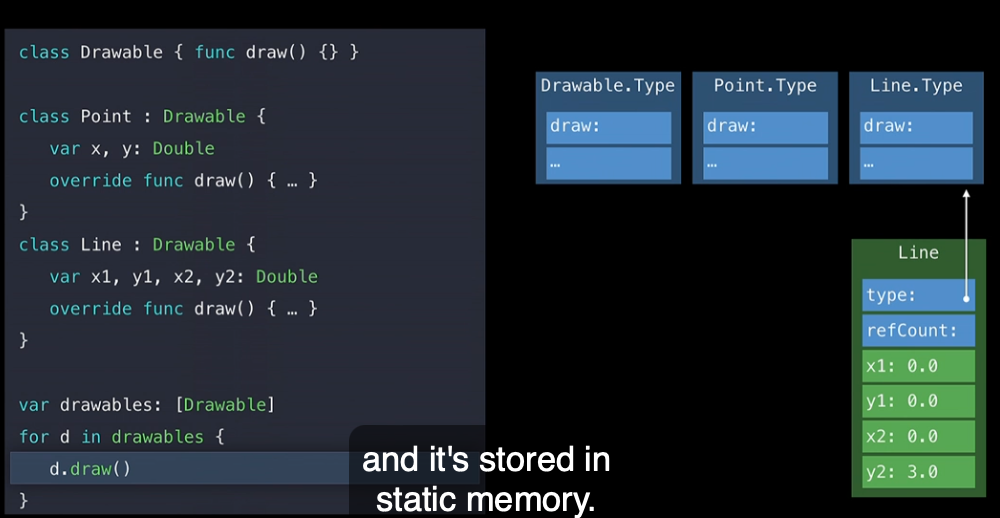 class Drawable { func draw() {} }
class Point : Drawable {
var x, y: Double
override func draw() { … }
}
class Line : Drawable {
var x1, y1, x2, y2: Double
override func draw() { … }
}
var drawables: [Drawable]
for d in drawables {
d.draw()
}
Drawable.Type
draw:
…
Point.Type
draw:
…
Line.Type
draw:
…
Line
type:
refCount:
x1: 0.0
y1: 0.0
x2: 0.0
y2: 3.0
and it's stored in
static memory.